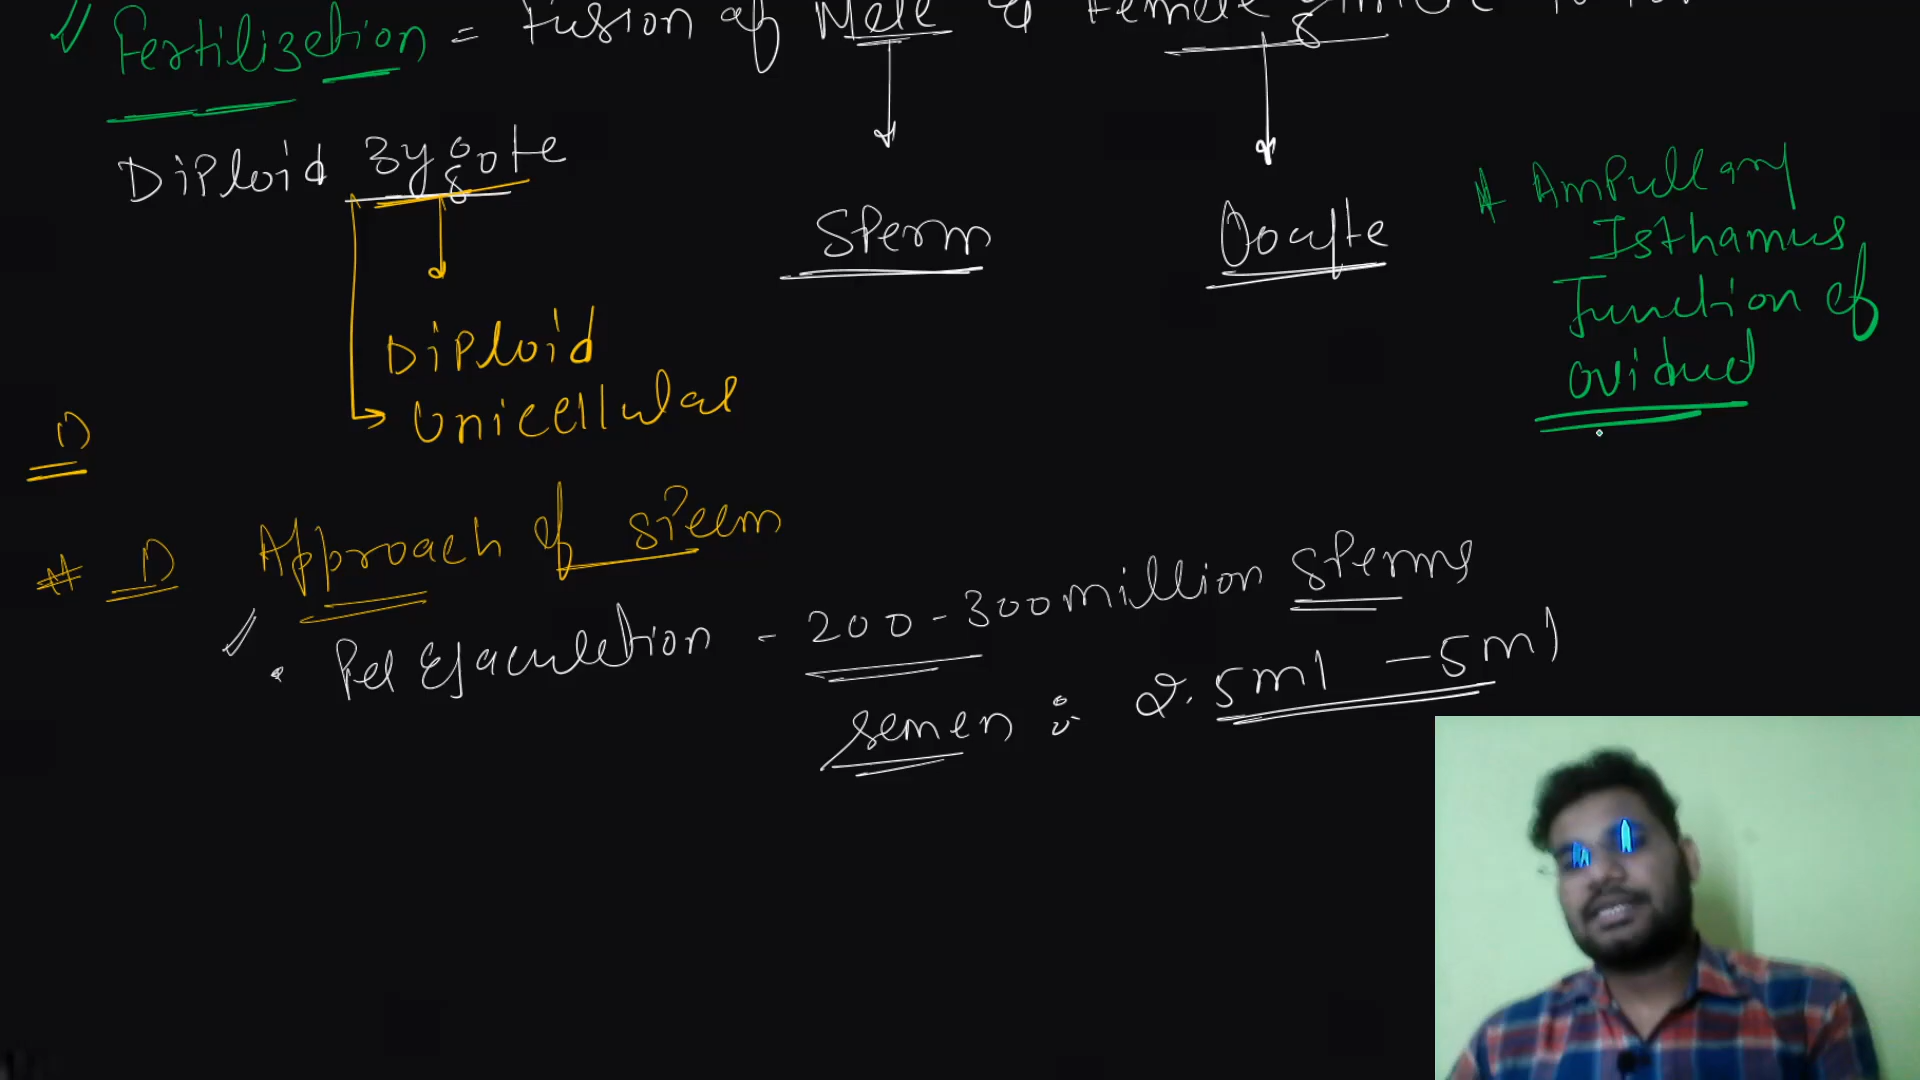 Fertilization = Fusion of Male & Female
Diploid zygote
Sperm
Oocyte
# Ampullary
Isthamus
Junction of
oviduct
Diploid
Unicellular
1)
# 1) Approach of sperm
Per Ejaculation - 200-300 million sperms
semen : 2.5ml - 5ml